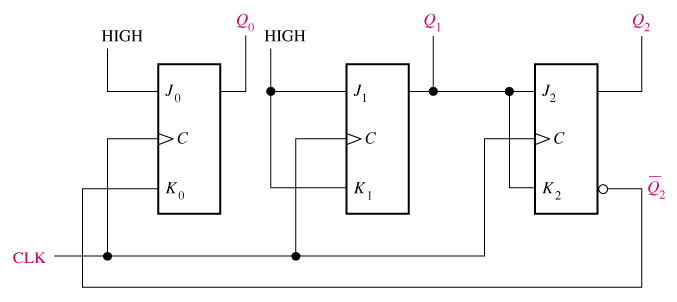 Q₀ Q₁ Q₂
HIGH HIGH
J₀ J₁ J₂
C C C
K₀ K₁ K₂ Q̅₂
CLK